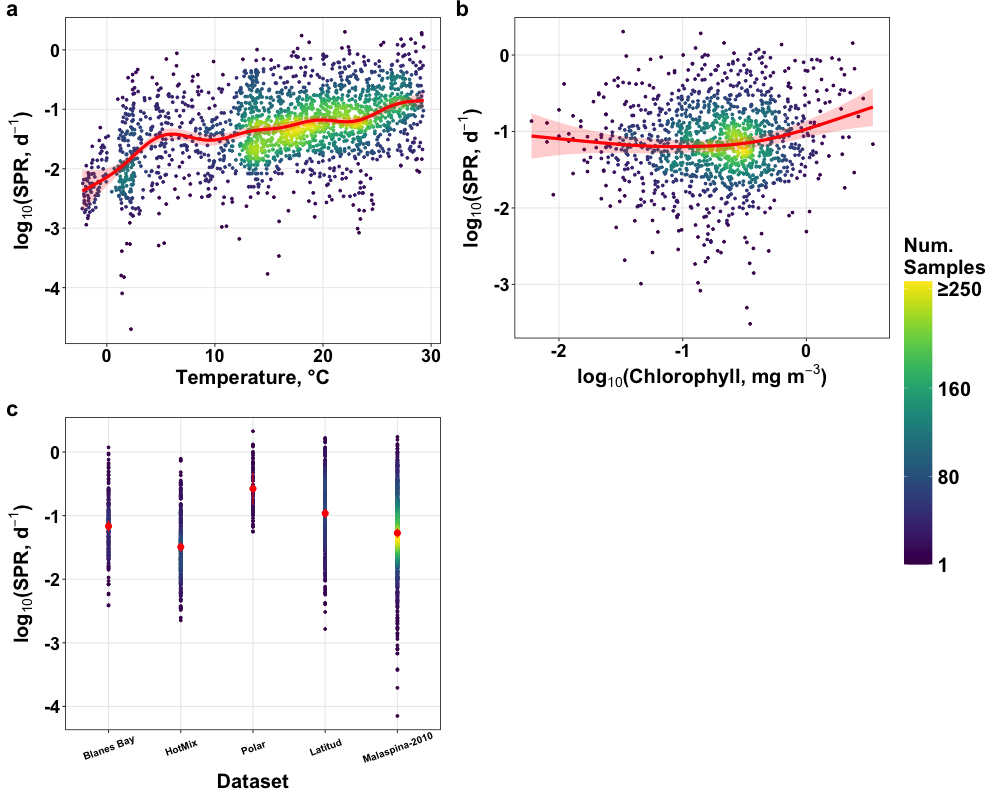 a
0
-1
-2
-3
-4
log10(SPR, d−1)
0 10 20 30
Temperature, °C
b
0
-1
-2
-3
log10(SPR, d−1)
-2 -1 0
log10(Chlorophyll, mg m−3)
Num.
Samples
≥250
160
80
1
c
0
-1
-2
-3
-4
log10(SPR, d−1)
Blanes Bay HotMix Polar Latitud Malaspina-2010
Dataset